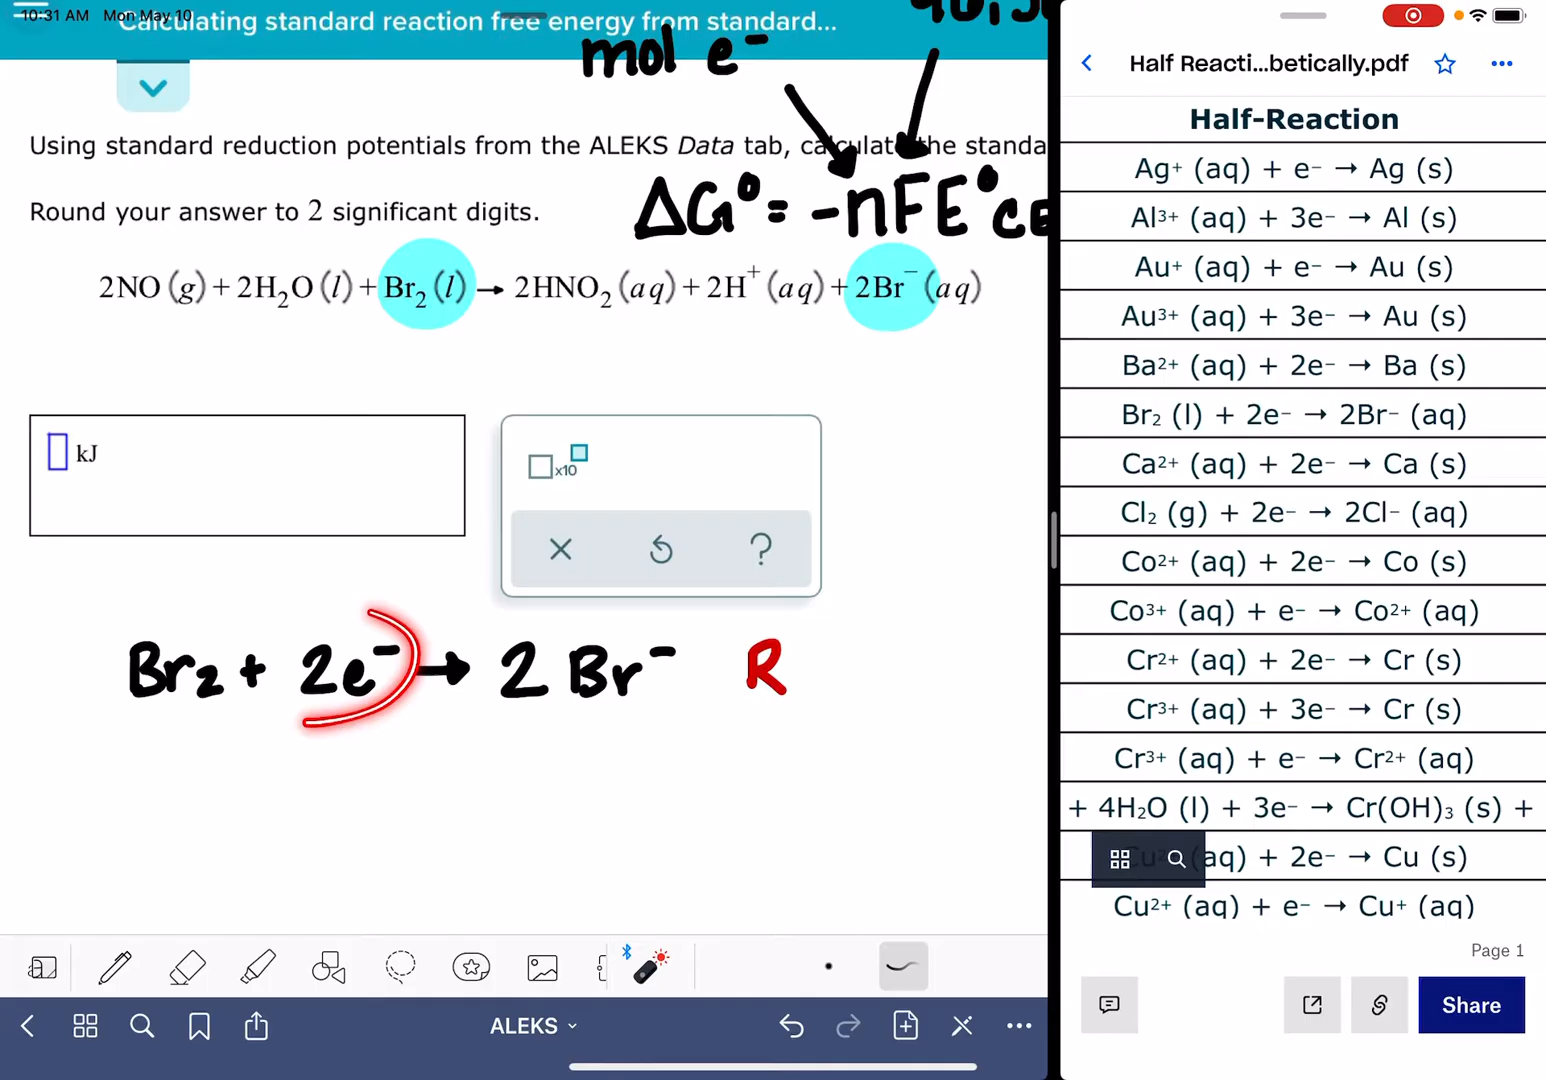 10:31 AM Mon May 10
Calculating standard reaction free energy from standard...
mol e⁻
Using standard reduction potentials from the ALEKS Data tab, calculate the standa
Round your answer to 2 significant digits.
ΔG° = -nFE°
2NO (g) + 2H₂O (l) + Br₂ (l) → 2HNO₂ (aq) + 2H⁺ (aq) + 2Br⁻ (aq)
kJ
x10
?
Br₂ + 2e⁻ → 2 Br⁻ R
ALEKS
Half Reacti...betically.pdf
Half-Reaction
Ag⁺ (aq) + e⁻ → Ag (s)
Al³⁺ (aq) + 3e⁻ → Al (s)
Au⁺ (aq) + e⁻ → Au (s)
Au³⁺ (aq) + 3e⁻ → Au (s)
Ba²⁺ (aq) + 2e⁻ → Ba (s)
Br₂ (l) + 2e⁻ → 2Br⁻ (aq)
Ca²⁺ (aq) + 2e⁻ → Ca (s)
Cl₂ (g) + 2e⁻ → 2Cl⁻ (aq)
Co²⁺ (aq) + 2e⁻ → Co (s)
Co³⁺ (aq) + e⁻ → Co²⁺ (aq)
Cr²⁺ (aq) + 2e⁻ → Cr (s)
Cr³⁺ (aq) + 3e⁻ → Cr (s)
Cr³⁺ (aq) + e⁻ → Cr²⁺ (aq)
+ 4H₂O (l) + 3e⁻ → Cr(OH)₃ (s) +
Cu²⁺ (aq) + 2e⁻ → Cu (s)
Cu²⁺ (aq) + e⁻ → Cu⁺ (aq)
Page 1
Share